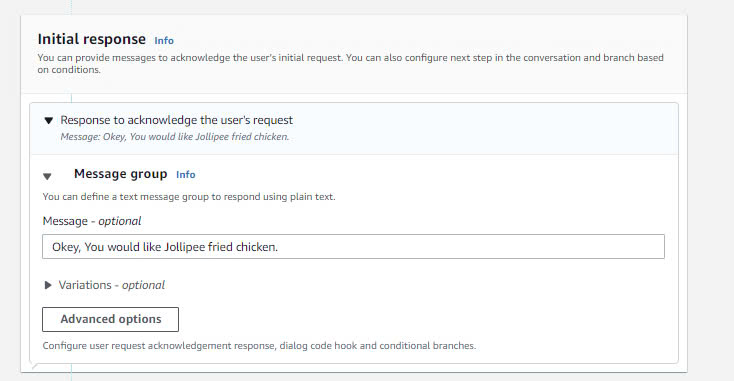 Initial response Info
You can provide messages to acknowledge the user's initial request. You can also configure next step in the conversation and branch based
on conditions.
Response to acknowledge the user's request
Message: Okey, You would like Jollipee fried chicken.
Message group Info
You can define a text message group to respond using plain text.
Message - optional
Okey, You would like Jollipee fried chicken.
Variations - optional
Advanced options
Configure user request acknowledgement response, dialog code hook and conditional branches.